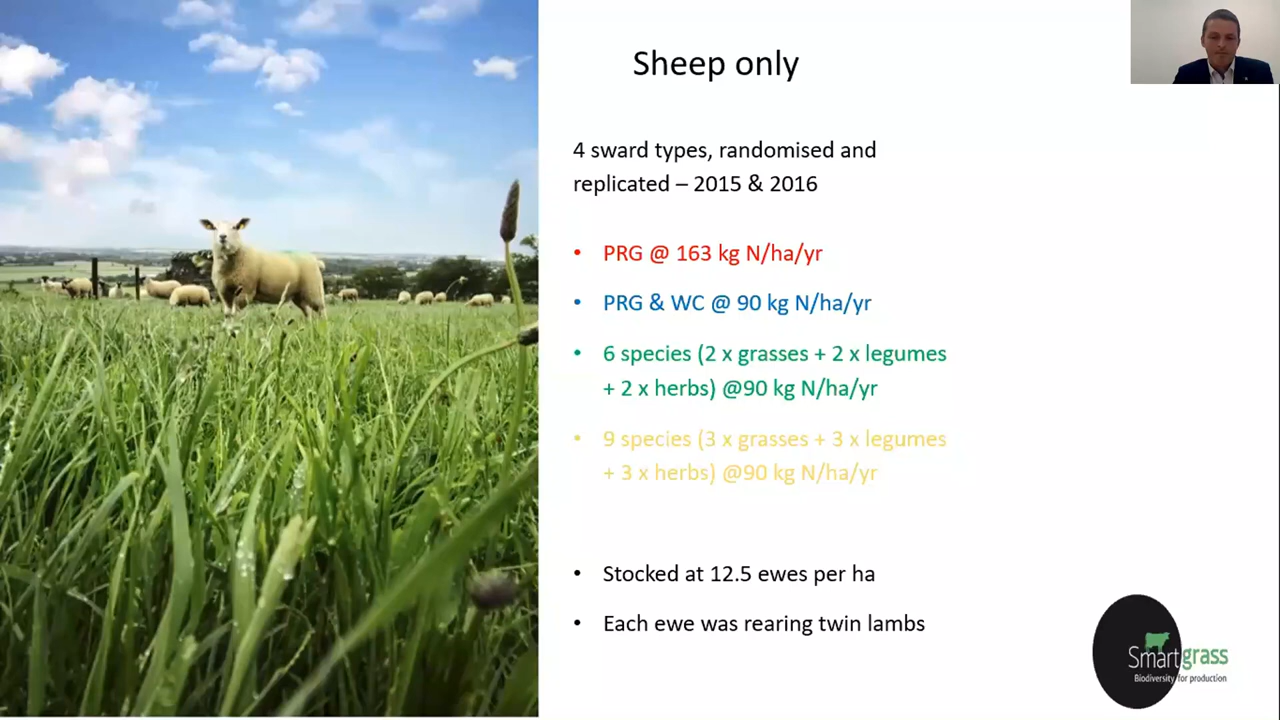 Sheep only
4 sward types, randomised and
replicated – 2015 & 2016
• PRG @ 163 kg N/ha/yr
• PRG & WC @ 90 kg N/ha/yr
• 6 species (2 x grasses + 2 x legumes
+ 2 x herbs) @90 kg N/ha/yr
• 9 species (3 x grasses + 3 x legumes
+ 3 x herbs) @90 kg N/ha/yr
• Stocked at 12.5 ewes per ha
• Each ewe was rearing twin lambs
Smartgrass
Biodiversity for production